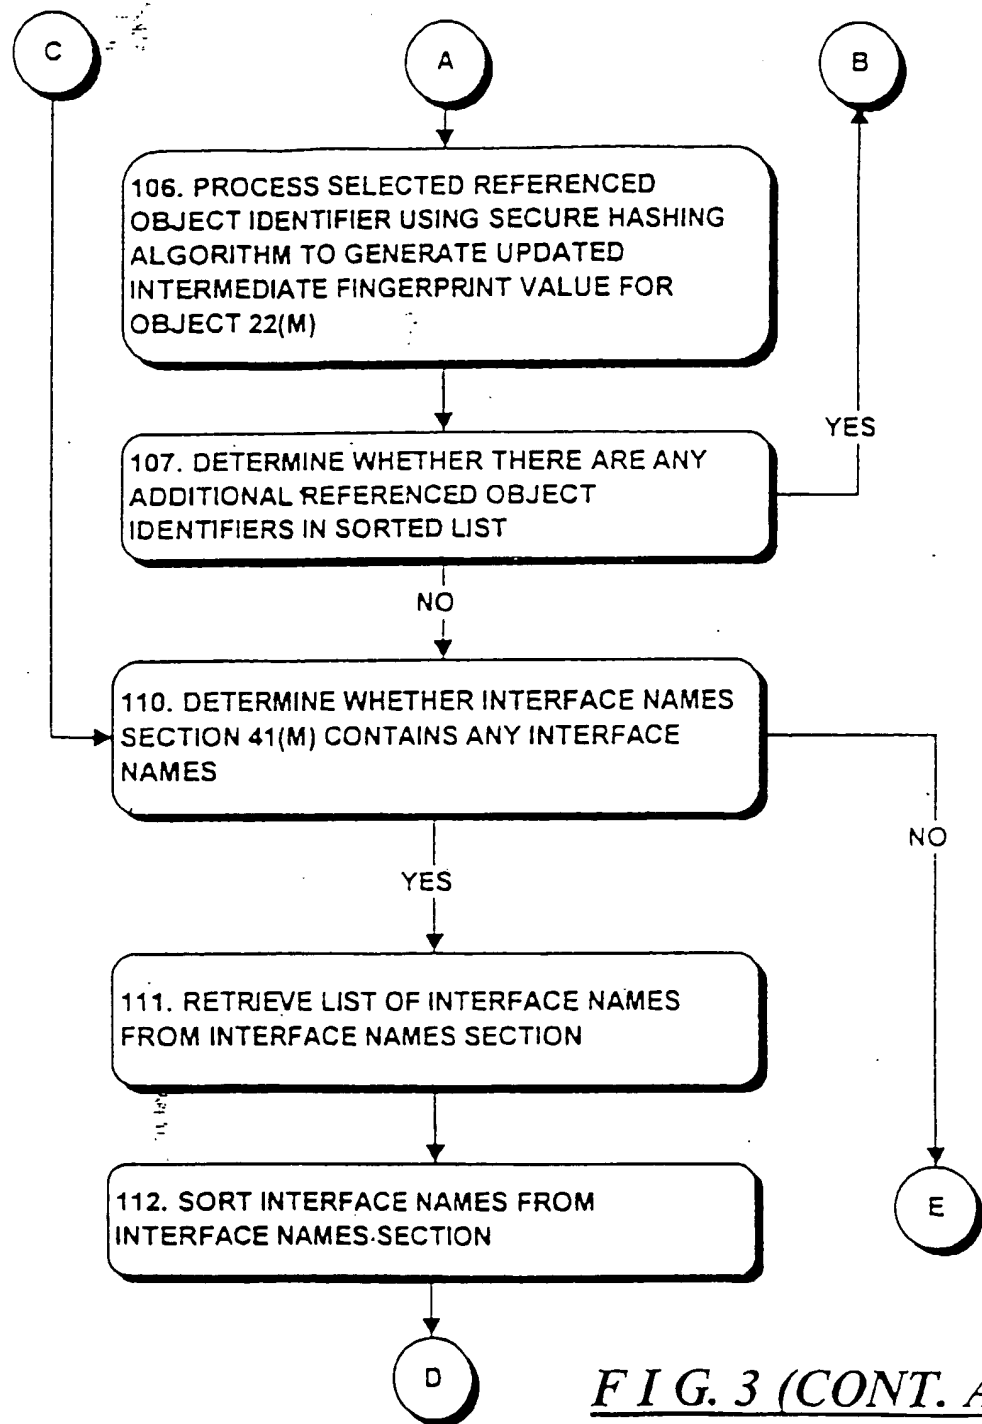 C
A
B
106. PROCESS SELECTED REFERENCED
OBJECT IDENTIFIER USING SECURE HASHING
ALGORITHM TO GENERATE UPDATED
INTERMEDIATE FINGERPRINT VALUE FOR
OBJECT 22(M)
YES
107. DETERMINE WHETHER THERE ARE ANY
ADDITIONAL REFERENCED OBJECT
IDENTIFIERS IN SORTED LIST
NO
110. DETERMINE WHETHER INTERFACE NAMES
SECTION 41(M) CONTAINS ANY INTERFACE
NAMES
NO
YES
111. RETRIEVE LIST OF INTERFACE NAMES
FROM INTERFACE NAMES SECTION
112. SORT INTERFACE NAMES FROM
INTERFACE NAMES SECTION
E
D
F I G. 3 (CONT. A